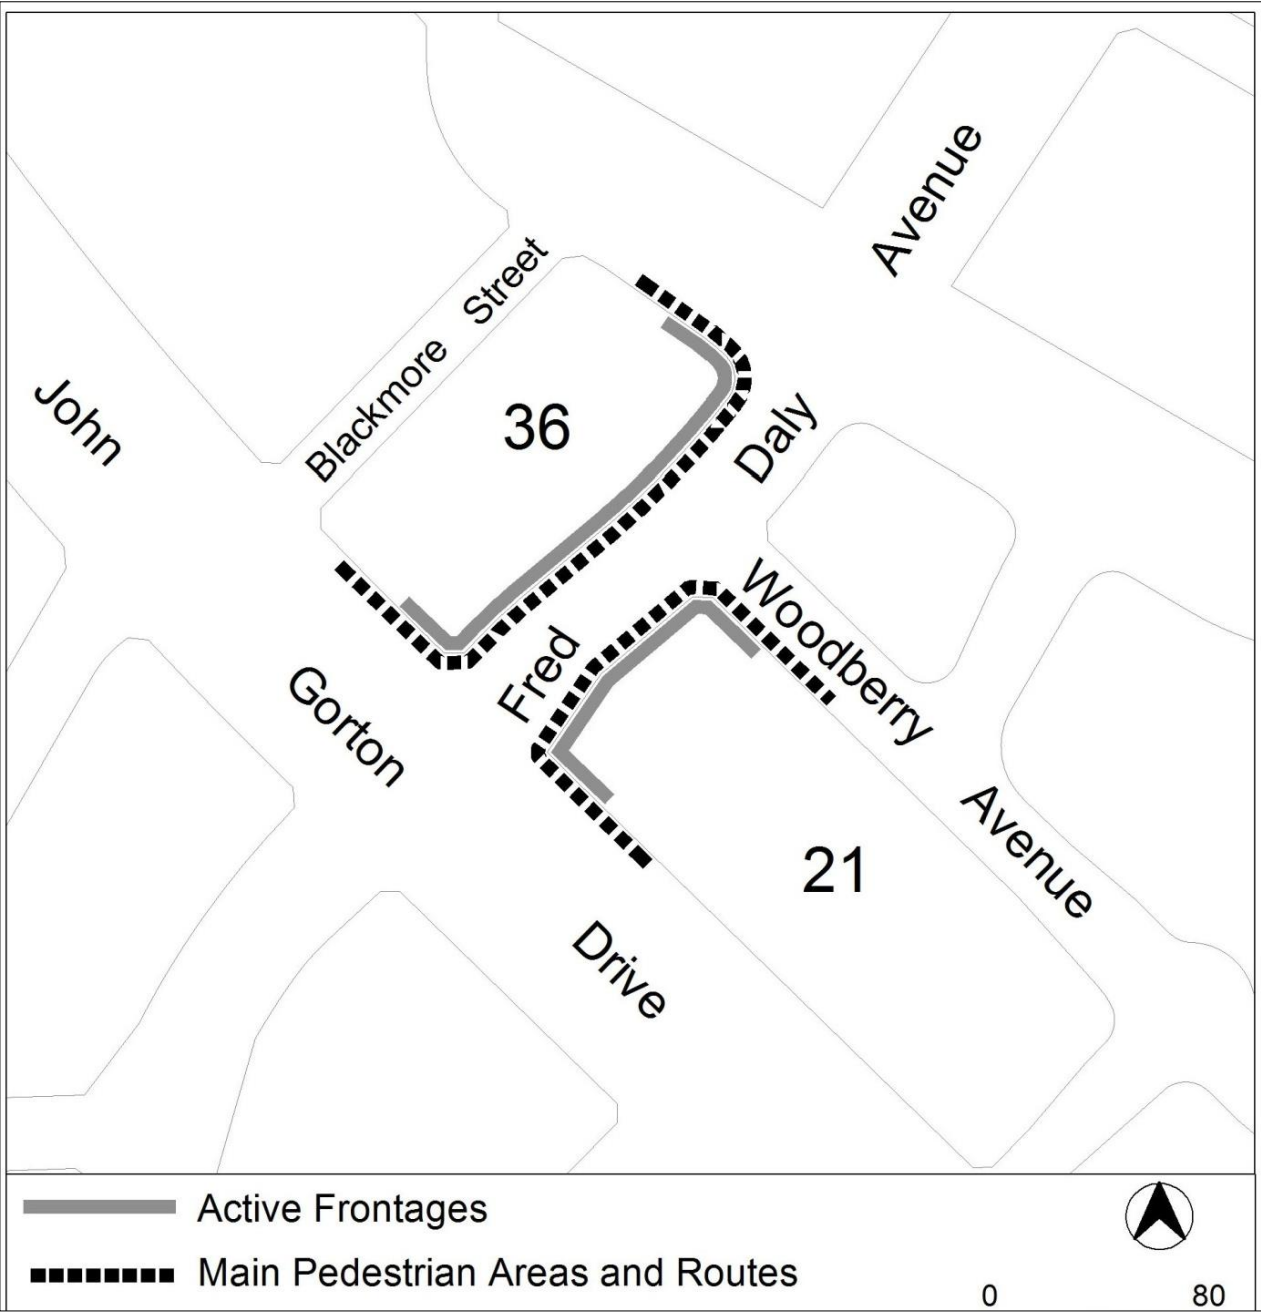 Avenue
Blackmore Street
John
36
Daly
Woodberry
Fred
Gorton
Avenue
21
Drive
Active Frontages
Main Pedestrian Areas and Routes
0 80